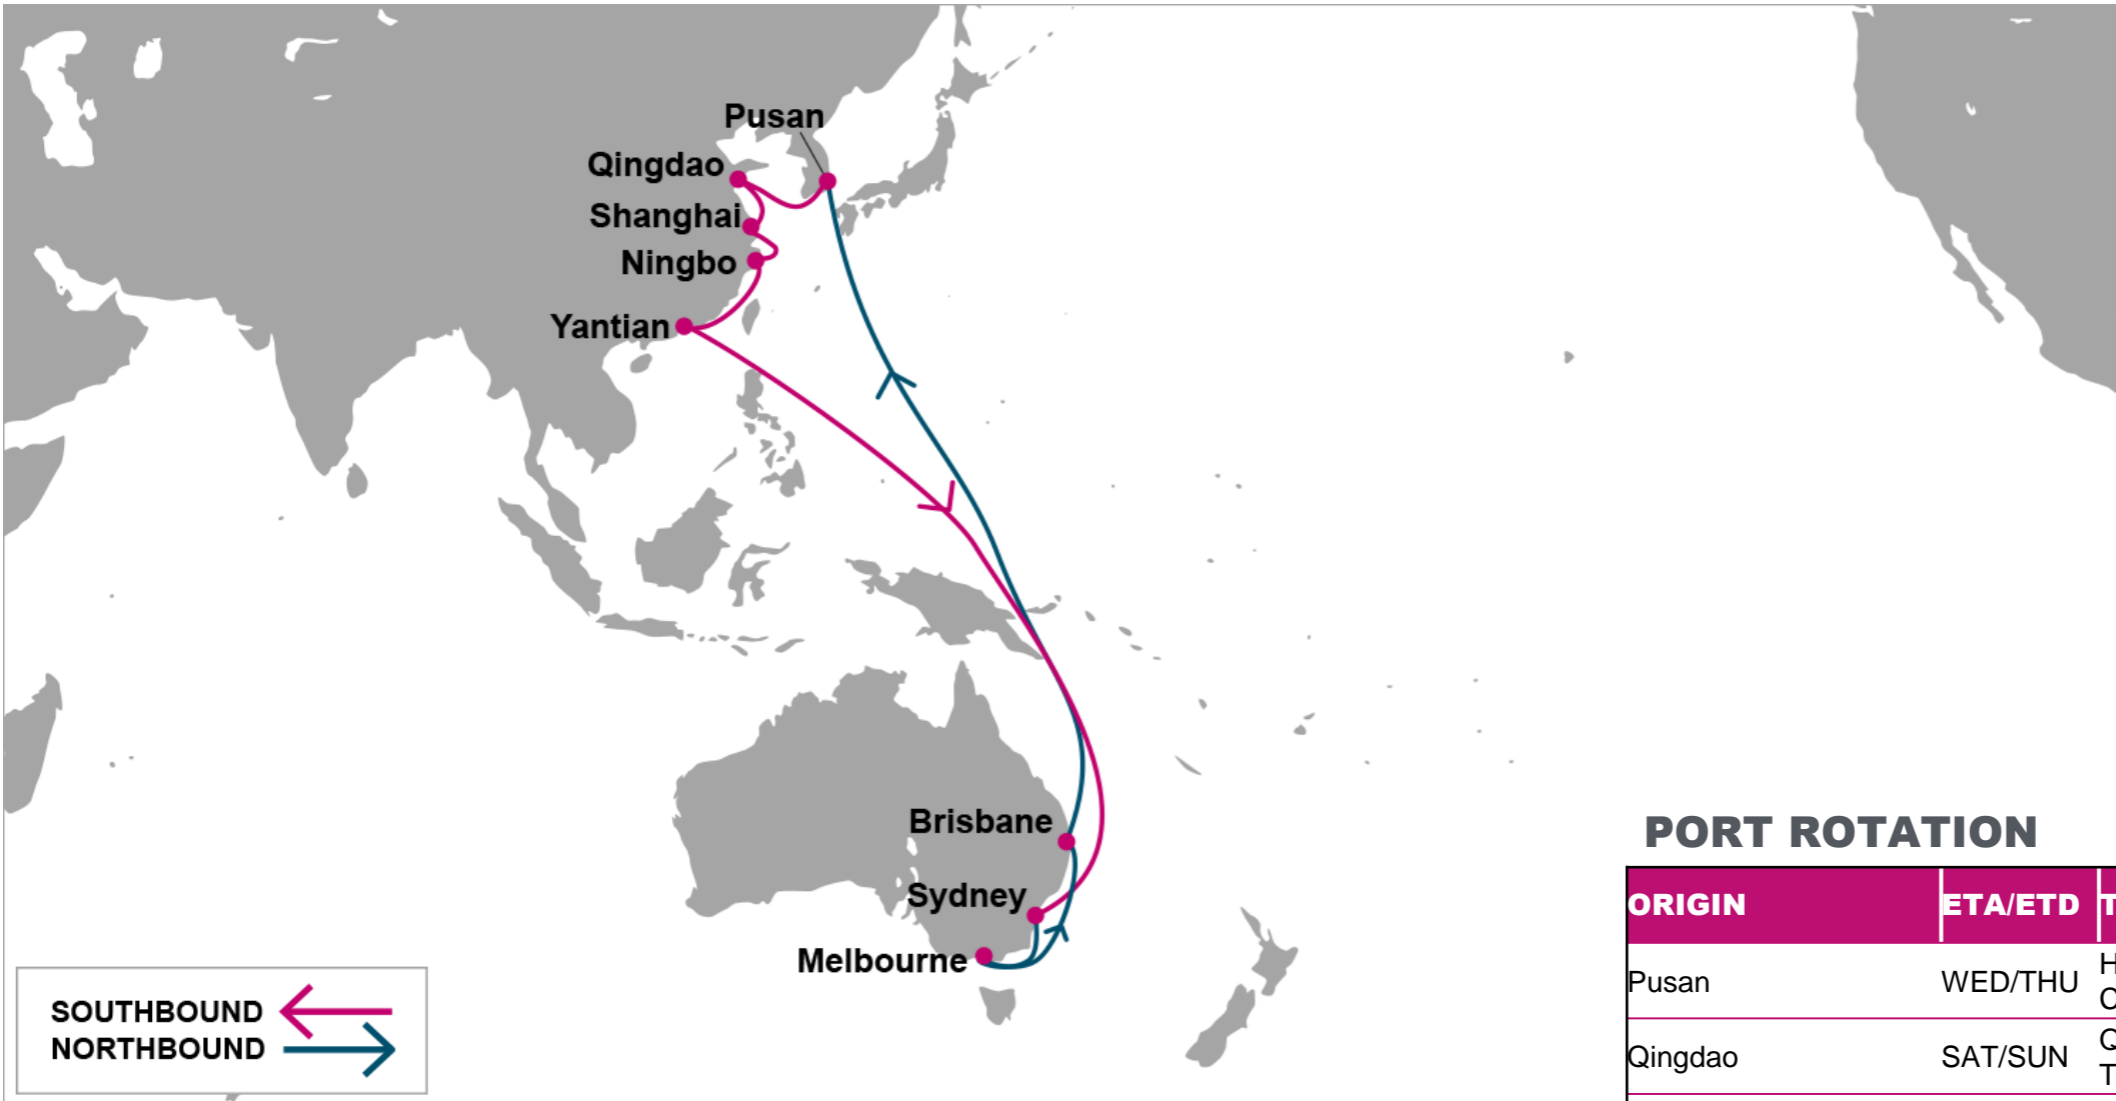 Pusan
Qingdao
Shanghai
Ningbo
Yantian
Brisbane
Sydney
Melbourne
SOUTHBOUND
NORTHBOUND
PORT ROTATION
ORIGIN ETA/ETD
Pusan WED/THU
Qingdao SAT/SUN